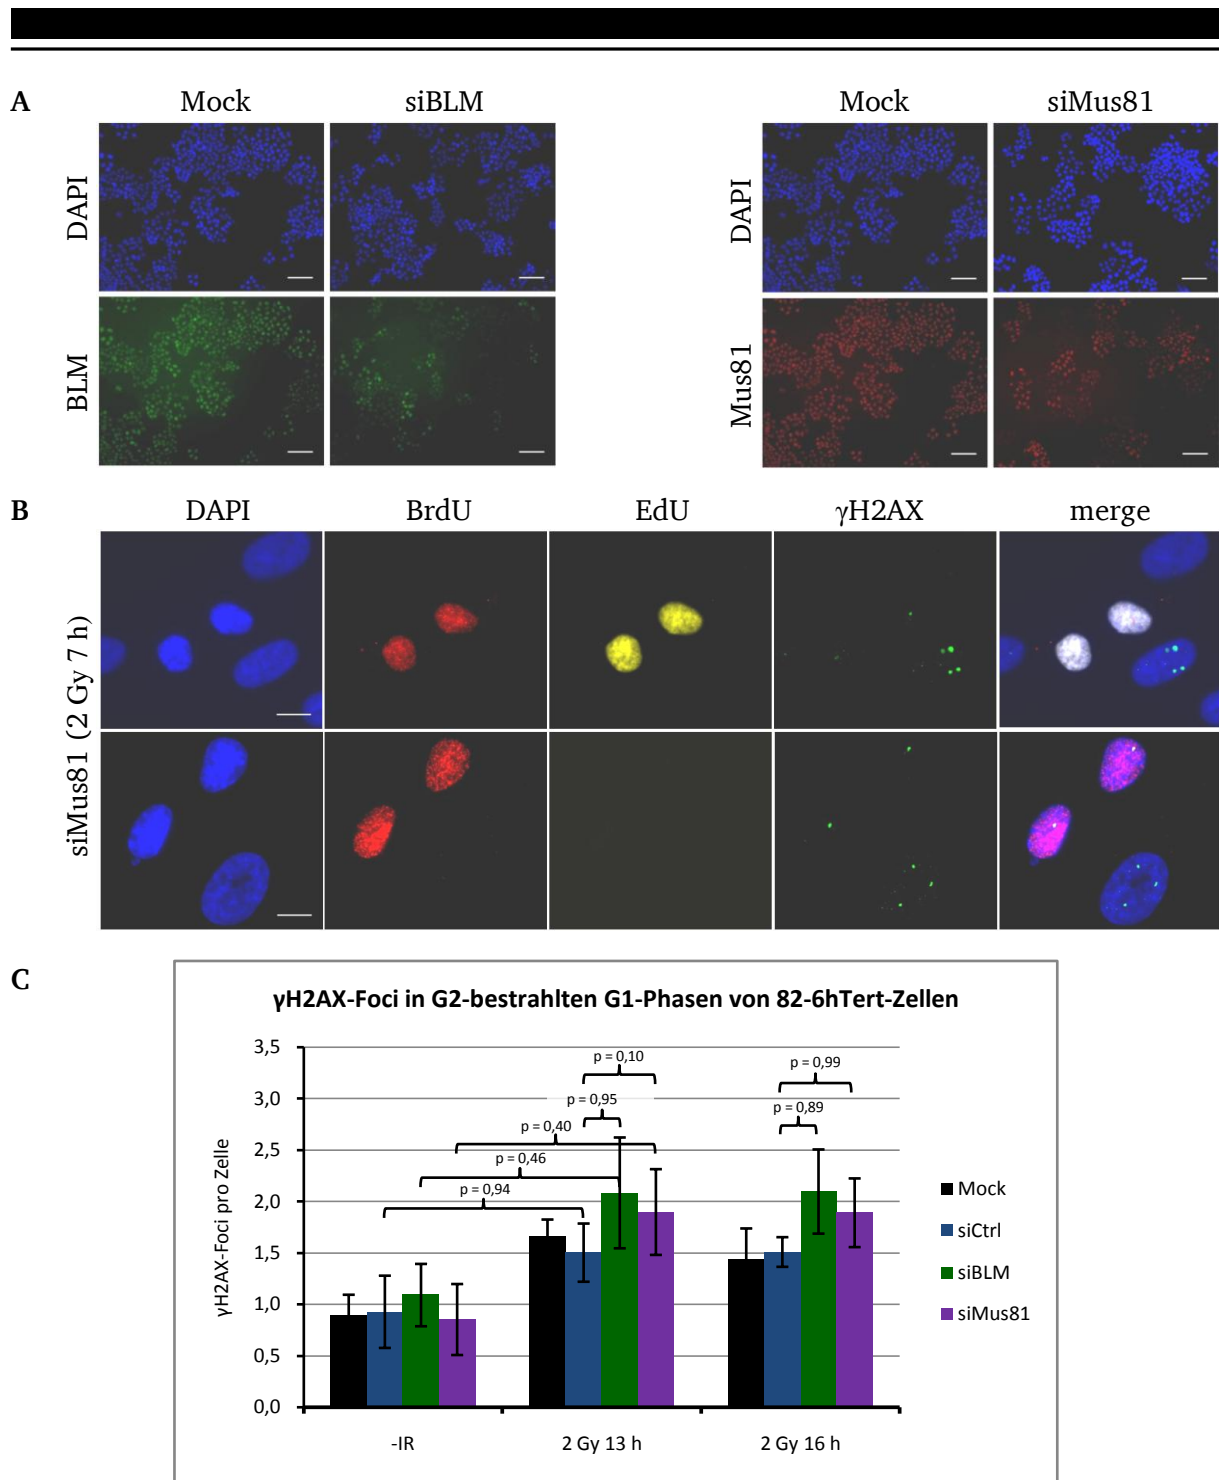 A
Mock siBLM Mock siMus81
DAPI DAPI
BLM Mus81
B
DAPI BrdU EdU γH2AX merge
siMus81 (2 Gy 7 h)
C
γH2AX-Foci in G2-bestrahlten G1-Phasen von 82-6hTert-Zellen
γH2AX-Foci pro Zelle
3,5
3,0
2,5
2,0
1,5
1,0
0,5
0,0
p = 0,10
p = 0,95
p = 0,40
p = 0,46
p = 0,94
p = 0,99
p = 0,89
-IR 2 Gy 13 h 2 Gy 16 h
Mock
siCtrl
siBLM
siMus81